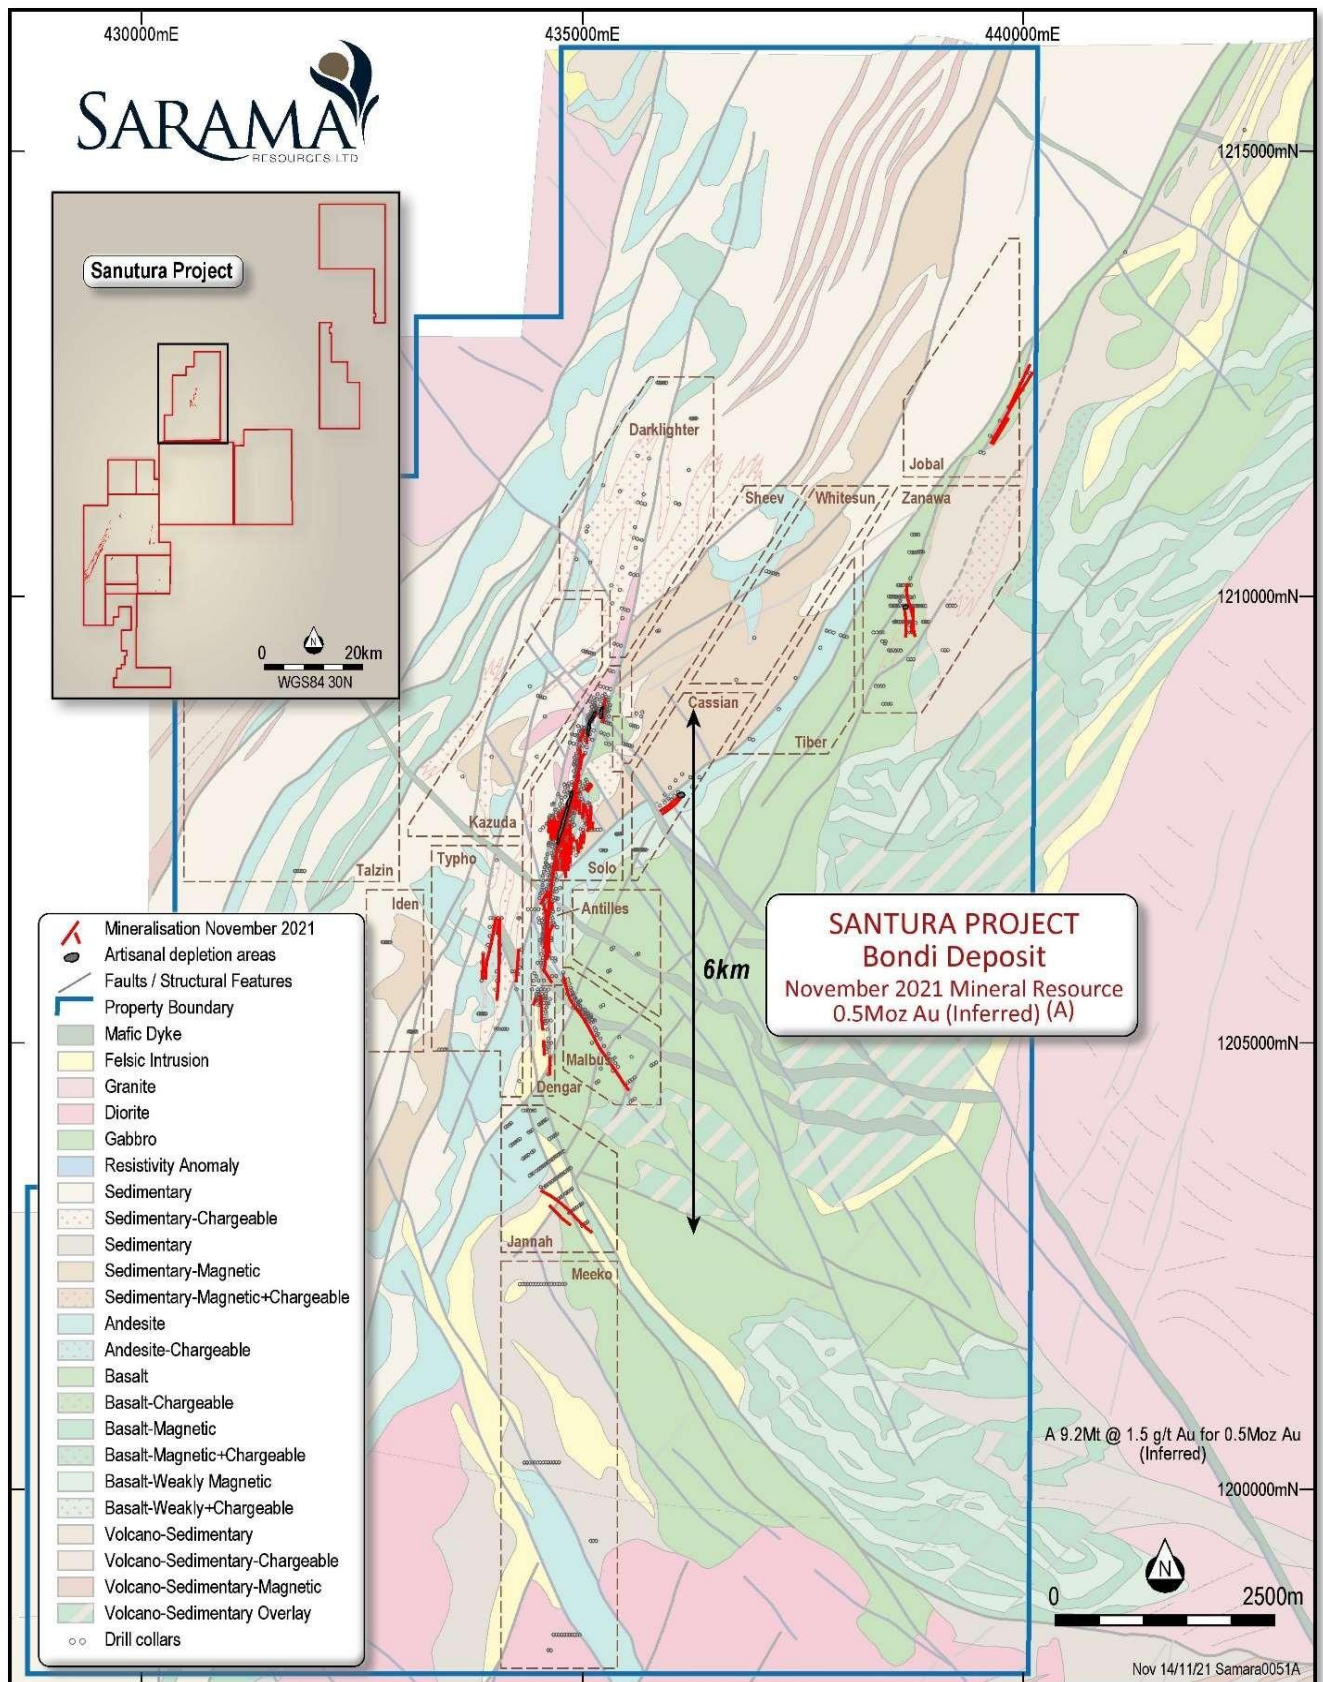 430000mE
435000mE
440000mE
SARAMA
RESOURCES LTD
1215000mN
Sanutura Project
N
0 20km
WGS84 30N
Darklighter
Jobal
Sheev
Whitesun
Zanawa
1210000mN
Cassian
Tiber
Kazuda
Talzin
Typho
Solo
Iden
Antilles
6km
SANTURA PROJECT
Bondi Deposit
November 2021 Mineral Resource
0.5Moz Au (Inferred) (A)
1205000mN
Malbus
Dengar
Jannah
Meeko
Mineralisation November 2021
Artisanal depletion areas
Faults / Structural Features
Property Boundary
Mafic Dyke
Felsic Intrusion
Granite
Diorite
Gabbro
Resistivity Anomaly
Sedimentary
Sedimentary-Chargeable
Sedimentary
Sedimentary-Magnetic
Sedimentary-Magnetic+Chargeable
Andesite
Andesite-Chargeable
Basalt
Basalt-Chargeable
Basalt-Magnetic
Basalt-Magnetic+Chargeable
Basalt-Weakly Magnetic
Basalt-Weakly+Chargeable
Volcano-Sedimentary
Volcano-Sedimentary-Chargeable
Volcano-Sedimentary-Magnetic
Volcano-Sedimentary Overlay
Drill collars
A 9.2Mt @ 1.5 g/t Au for 0.5Moz Au
(Inferred)
1200000mN
N
0 2500m
Nov 14/11/21 Samara0051A